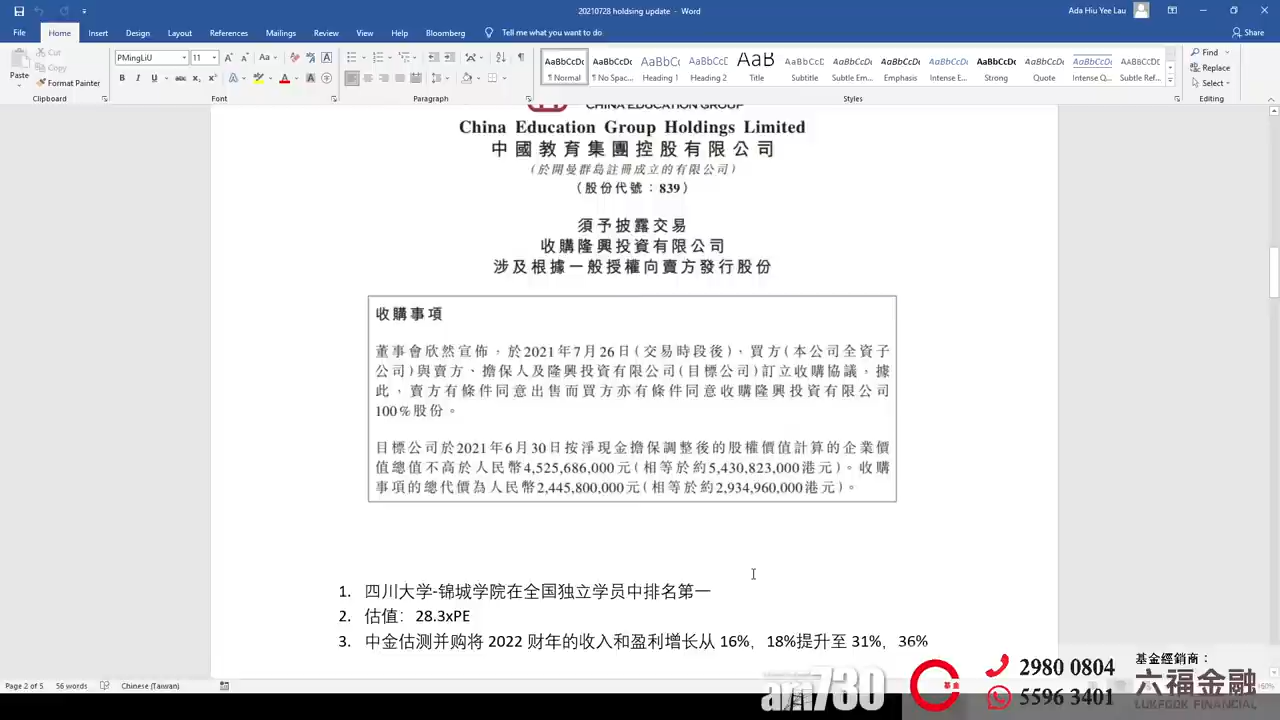 20210728 holding update - Word
Ada Hiu Yee Lau
File Home Insert Design Layout References Mailings Review View Help Bloomberg Tell me what you want to do Share
Paste
Cut
Copy
Format Painter
Clipboard
PMingLiU 11
Font
Paragraph
AaBbCcDc AaBbCcDc AaBbCc AaBbCc AaB AaBbCcD AaBbCcDc AaBbCcDc AaBbCcDc AaBbCcDc AaBbCcDc AaBbCcDc AaBbCcDc
¶ Normal ¶ No Spac... Heading 1 Heading 2 Title Subtitle Subtle Em... Emphasis Intense E... Strong Quote Intense Q... Subtle Ref...
Styles
Find
Replace
Select
Editing
CHINA EDUCATION GROUP
China Education Group Holdings Limited
中國教育集團控股有限公司
(於開曼群島註冊成立的有限公司)
(股份代號：839)
須予披露交易
收購隆興投資有限公司
涉及根據一般授權向賣方發行股份
收購事項
董事會欣然宣佈，於2021年7月26日(交易時段後)，買方(本公司全資子
公司)與賣方、擔保人及隆興投資有限公司(目標公司)訂立收購協議，據
此，賣方有條件同意出售而買方亦有條件同意收購隆興投資有限公司
100%股份。
目標公司於2021年6月30日按淨現金擔保調整後的股權價值計算的企業價
值總值不高於人民幣4,525,686,000元(相等於約5,430,823,000港元)。收購
事項的總代價為人民幣2,445,800,000元(相等於約2,934,960,000港元)。
1. 四川大学-锦城学院在全国独立学员中排名第一
2. 估值：28.3xPE
3. 中金估测并购将 2022 财年的收入和盈利增长从 16%，18%提升至 31%，36%
Page 2 of 5 56 words Chinese (Taiwan)
am730
基金
2980 0804
5596 3401
基金經銷商：
六福金融
LUKFOOK FINANCIAL